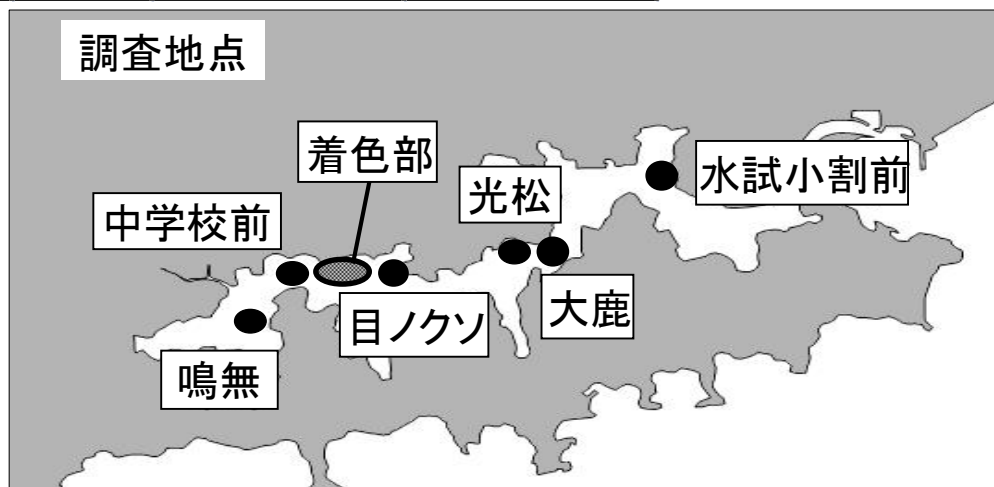 調査地点
着色部
水試小割前
光松
中学校前
大鹿
目ノクソ
鳴無